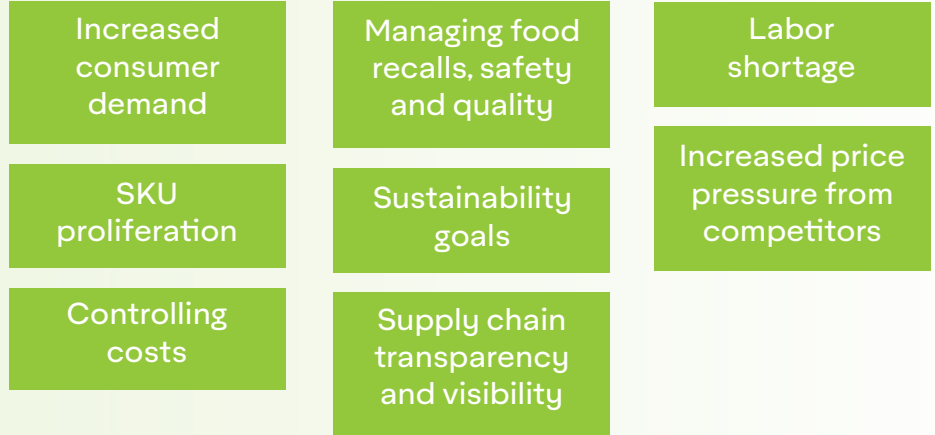 Increased
consumer
demand
SKU
proliferation
Controlling
costs
Managing food
recalls, safety
and quality
Sustainability
goals
Supply chain
transparency
and visibility
Labor
shortage
Increased price
pressure from
competitors